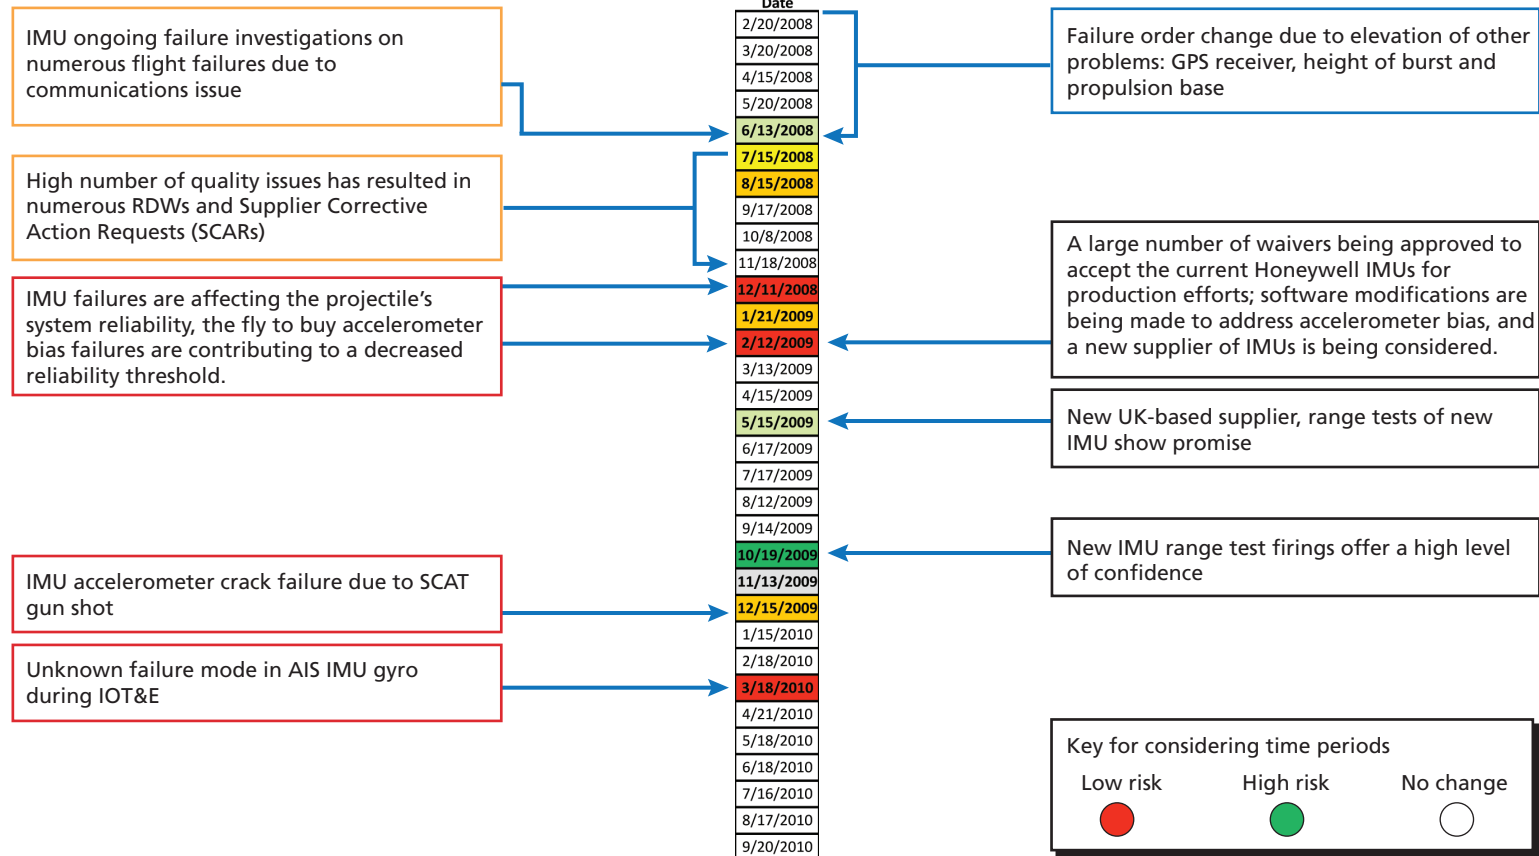 IMU ongoing failure investigations on
numerous flight failures due to
communications issue
High number of quality issues has resulted in
numerous RDWs and Supplier Corrective
Action Requests (SCARs)
IMU failures are affecting the projectile’s
system reliability, the fly to buy accelerometer
bias failures are contributing to a decreased
reliability threshold.
IMU accelerometer crack failure due to SCAT
gun shot
Unknown failure mode in AIS IMU gyro
during IOT&E
Date
2/20/2008
3/20/2008
4/15/2008
5/20/2008
6/13/2008
7/15/2008
8/15/2008
9/17/2008
10/8/2008
11/18/2008
12/11/2008
1/21/2009
2/12/2009
3/13/2009
4/15/2009
5/15/2009
6/17/2009
7/17/2009
8/12/2009
9/14/2009
10/19/2009
11/13/2009
12/15/2009
1/15/2010
2/18/2010
3/18/2010
4/21/2010
5/18/2010
6/18/2010
7/16/2010
8/17/2010
9/20/2010
Failure order change due to elevation of other
problems: GPS receiver, height of burst and
propulsion base
A large number of waivers being approved to
accept the current Honeywell IMUs for
production efforts; software modifications are
being made to address accelerometer bias, and
a new supplier of IMUs is being considered.
New UK-based supplier, range tests of new
IMU show promise
New IMU range test firings offer a high level
of confidence
Key for considering time periods
Low risk High risk No change